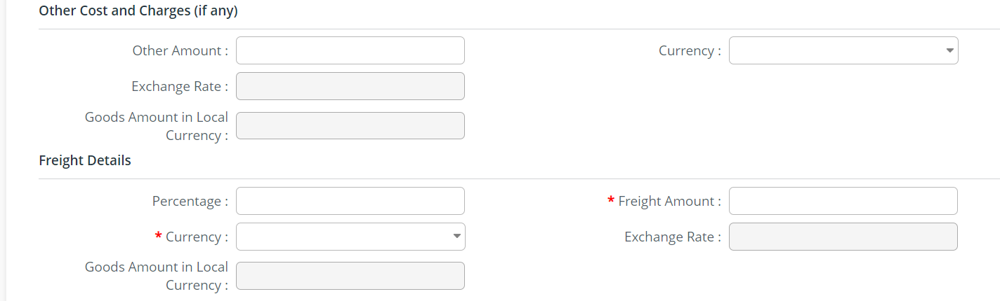 Other Cost and Charges (if any)
Other Amount :
Currency :
Exchange Rate :
Goods Amount in Local
Currency :
Freight Details
Percentage :
* Freight Amount :
* Currency :
Exchange Rate :
Goods Amount in Local
Currency :